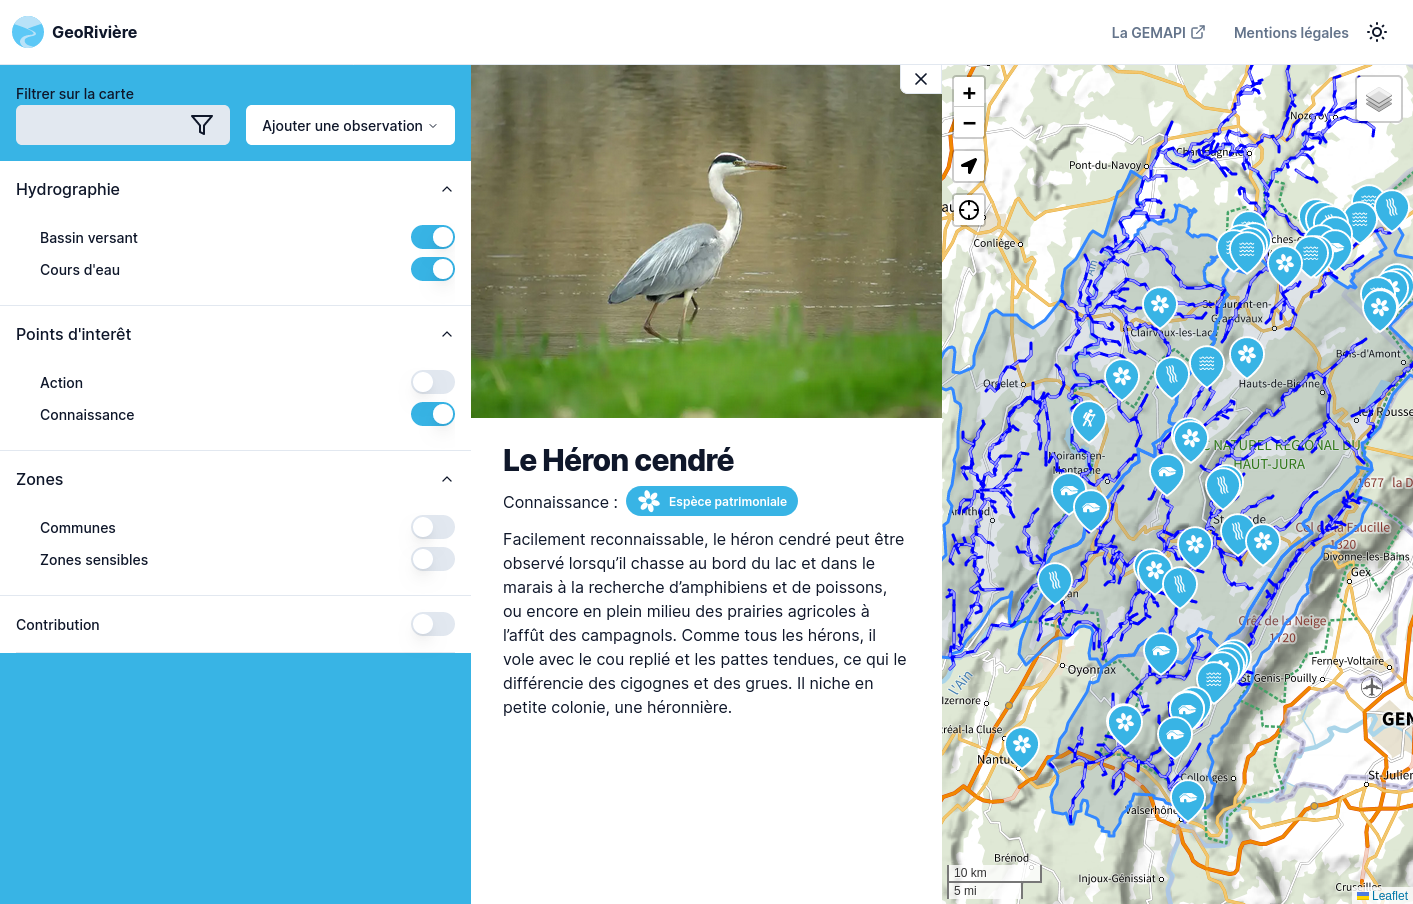 GeoRivière
La GEMAPI
Mentions légales
Filtrer sur la carte
Ajouter une observation
Hydrographie
Bassin versant
Cours d'eau
Points d'interêt
Action
Connaissance
Zones
Communes
Zones sensibles
Contribution
Le Héron cendré
Connaissance :
Espèce patrimoniale
Facilement reconnaissable, le héron cendré peut être
observé lorsqu’il chasse au bord du lac et dans le
marais à la recherche d’amphibiens et de poissons,
ou encore en plein milieu des prairies agricoles à
l’affût des campagnols. Comme tous les hérons, il
vole avec le cou replié et les pattes tendues, ce qui le
différencie des cigognes et des grues. Il niche en
petite colonie, une héronnière.
+
−
Nozeroy
Pont-du-Navoy
Conliège
Clairvaux-les-Lacs
Bois-d'Amont
Orgelet
Hauts-de-Bienne
Moirans-en-
Montagne
NATUREL RÉGIONAL DU
HAUT-JURA
1677
Col de la Faucille
1320
Divonne-les-Bains
Gex
Crêt de la Neige
1720
Ferney-Voltaire
Oyonnax
St-Genis-Pouilly
l'Ain
Izernore
GEN
Nantu
Collonges
St-Julien
Valserhône
Brénod
Injoux-Génissiat
10 km
5 mi
Leaflet